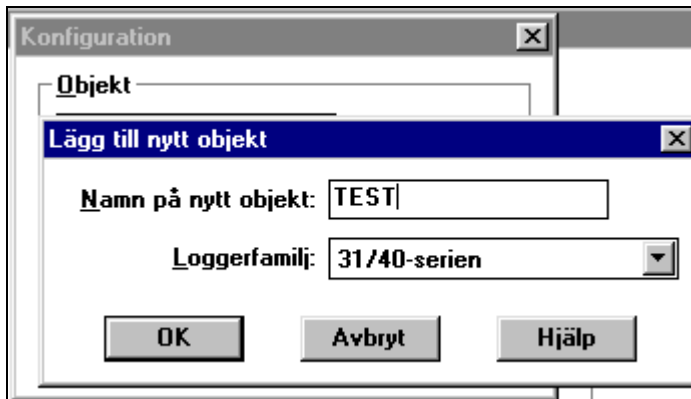 Konfiguration
Objekt
Lägg till nytt objekt
Namn på nytt objekt: TEST
Loggerfamilj: 31/40-serien
OK Avbryt Hjälp